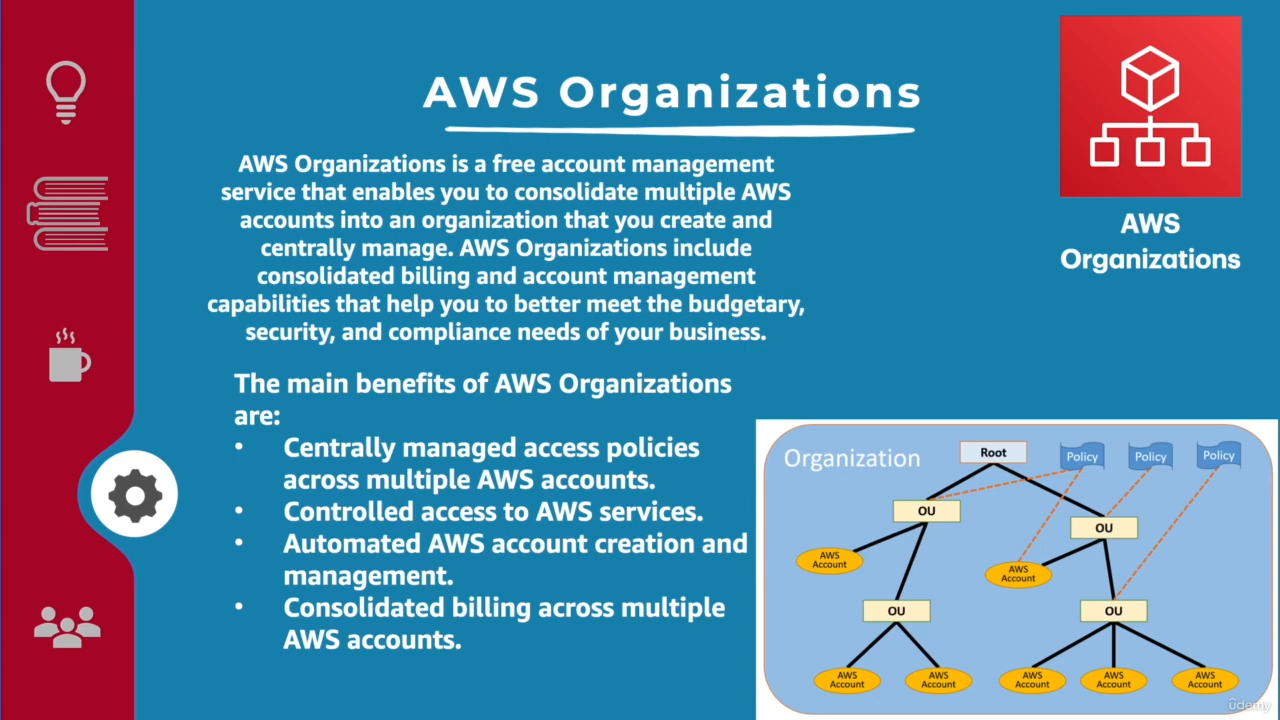 AWS Organizations
AWS Organizations is a free account management
service that enables you to consolidate multiple AWS
accounts into an organization that you create and
centrally manage. AWS Organizations include
consolidated billing and account management
capabilities that help you to better meet the budgetary,
security, and compliance needs of your business.
The main benefits of AWS Organizations
are:
• Centrally managed access policies
across multiple AWS accounts.
• Controlled access to AWS services.
• Automated AWS account creation and
management.
• Consolidated billing across multiple
AWS accounts.
AWS
Organizations
Organization
Root
Policy
Policy
Policy
OU
OU
AWS
Account
AWS
Account
OU
OU
AWS
Account
AWS
Account
AWS
Account
AWS
Account
AWS
Account
ûdemy